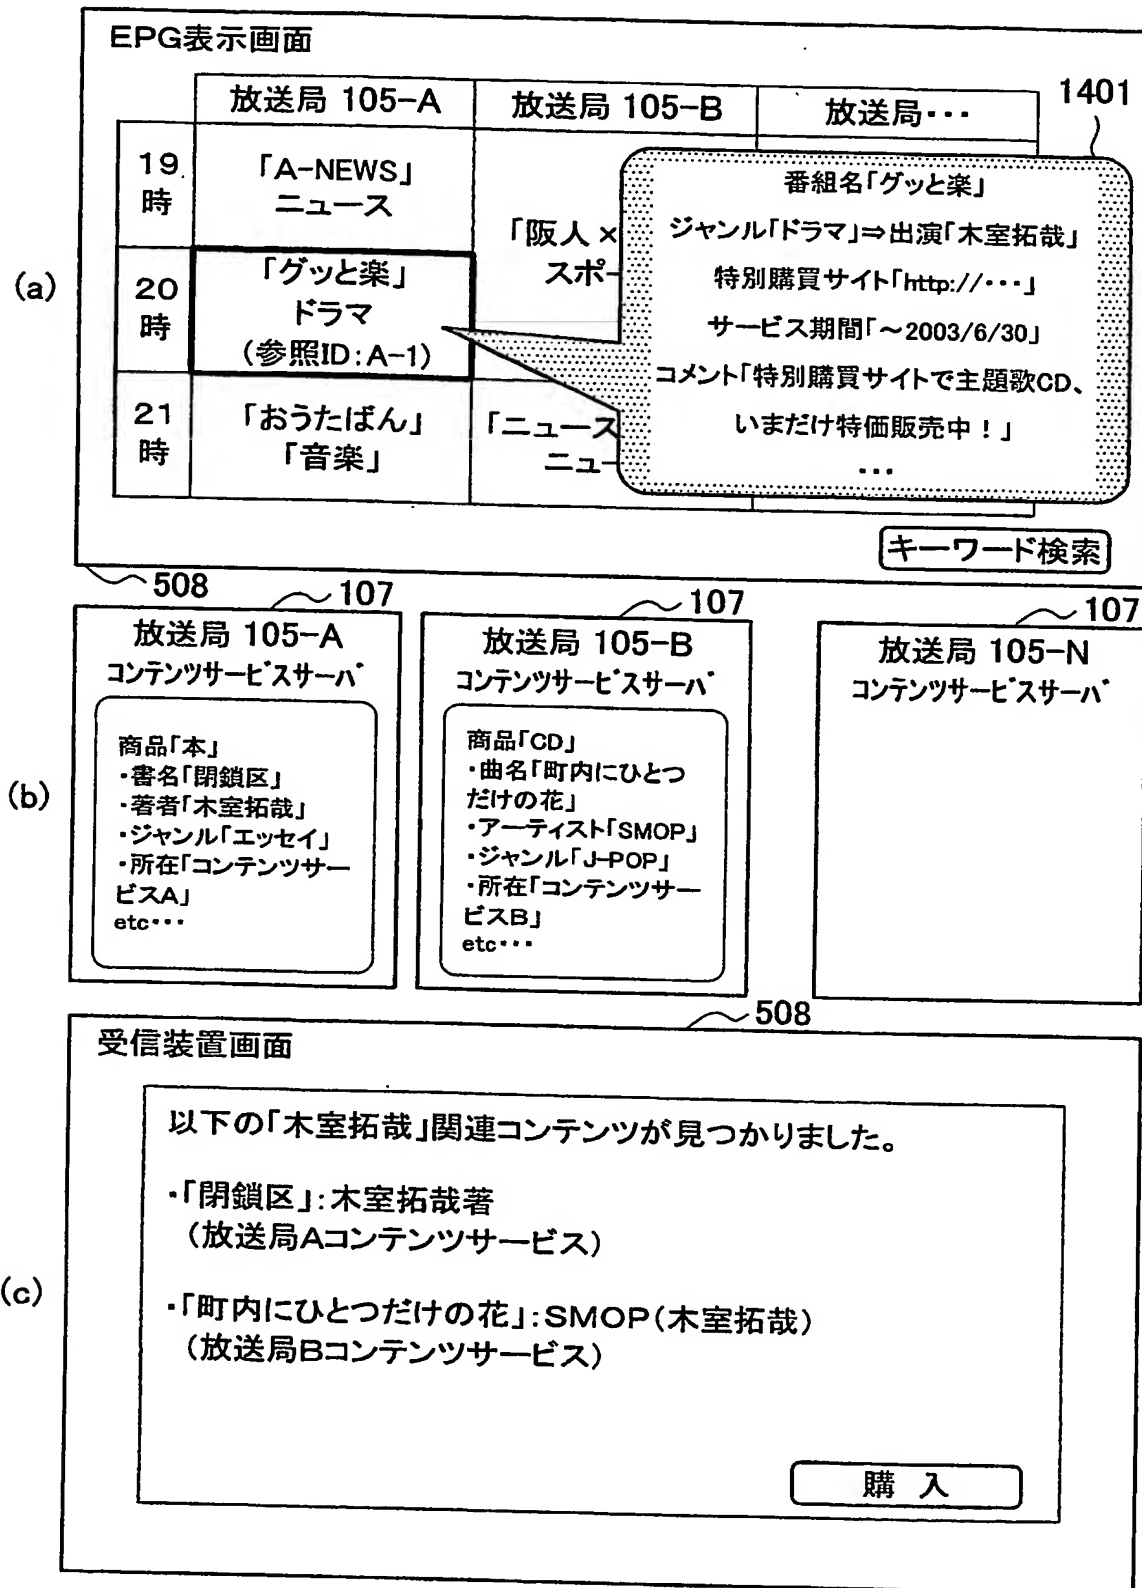 EPG表示画面
放送局 105-A
放送局 105-B
放送局・・・
1401
19時
「A-NEWS」
ニュース
「阪人×
スポー
20時
「グッと楽」
ドラマ
(参照ID:A-1)
21時
「おうたばん」
「音楽」
「ニュース
ニュー
番組名「グッと楽」
ジャンル「ドラマ」⇒出演「木室拓哉」
特別購買サイト「http://・・・」
サービス期間「～2003/6/30」
コメント「特別購買サイトで主題歌CD、
いまだけ特価販売中！」
・・・
キーワード検索
(a)
508
107
107
107
放送局 105-A
コンテンツサービスサーバ
商品「本」
・書名「閉鎖区」
・著者「木室拓哉」
・ジャンル「エッセイ」
・所在「コンテンツサー
ビスA」
etc・・・
放送局 105-B
コンテンツサービスサーバ
商品「CD」
・曲名「町内にひとつ
だけの花」
・アーティスト「SMOP」
・ジャンル「J-POP」
・所在「コンテンツサー
ビスB」
etc・・・
放送局 105-N
コンテンツサービスサーバ
(b)
508
受信装置画面
以下の「木室拓哉」関連コンテンツが見つかりました。
・「閉鎖区」:木室拓哉著
(放送局Aコンテンツサービス)
・「町内にひとつだけの花」:SMOP(木室拓哉)
(放送局Bコンテンツサービス)
購 入
(c)